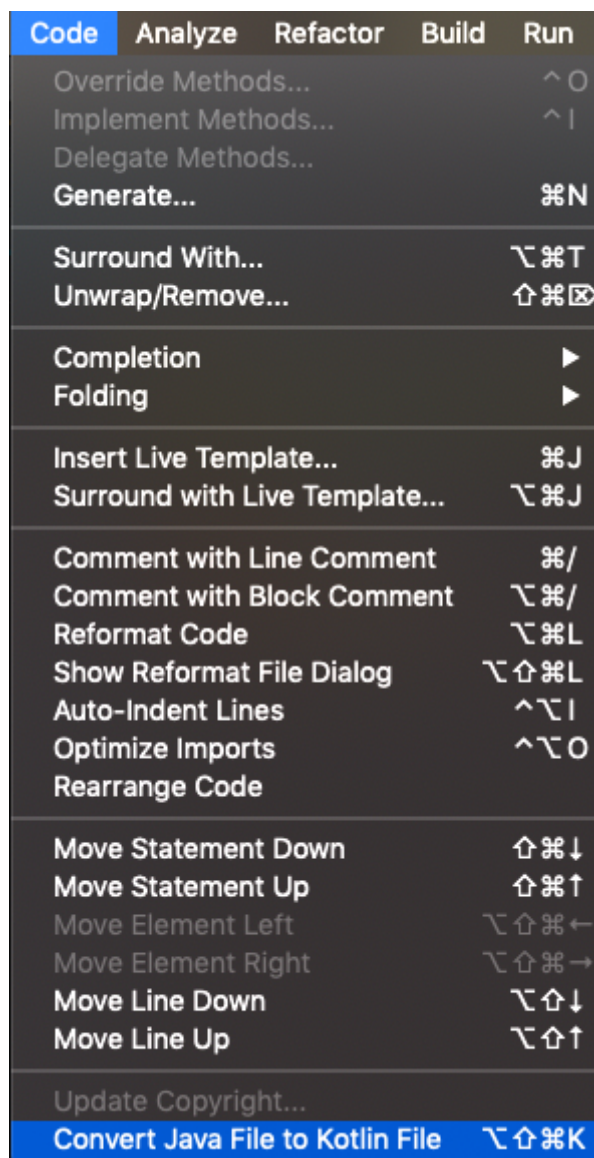 Code Analyze Refactor Build Run
Override Methods... ^O
Implement Methods... ^I
Delegate Methods...
Generate... ⌘N
Surround With... ⌥⌘T
Unwrap/Remove... ⇧⌘⌦
Completion ▶
Folding ▶
Insert Live Template... ⌘J
Surround with Live Template... ⌥⌘J
Comment with Line Comment ⌘/
Comment with Block Comment ⌥⌘/
Reformat Code ⌥⌘L
Show Reformat File Dialog ⌥⇧⌘L
Auto-Indent Lines ^⌥I
Optimize Imports ^⌥O
Rearrange Code
Move Statement Down ⇧⌘↓
Move Statement Up ⇧⌘↑
Move Element Left ⌥⇧⌘←
Move Element Right ⌥⇧⌘→
Move Line Down ⌥⇧↓
Move Line Up ⌥⇧↑
Update Copyright...
Convert Java File to Kotlin File ⌥⇧⌘K